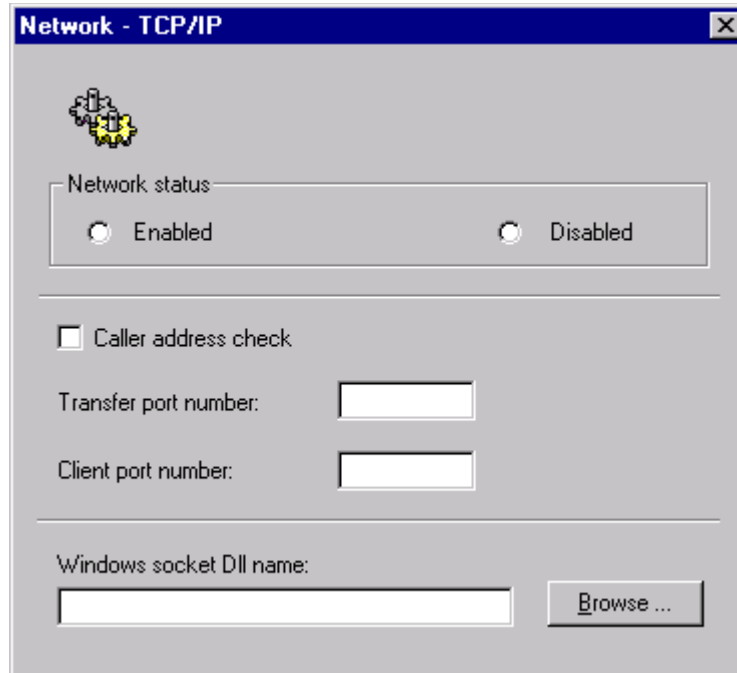 Network - TCP/IP
Network status
Enabled
Disabled
Caller address check
Transfer port number:
Client port number:
Windows socket Dll name:
Browse ...